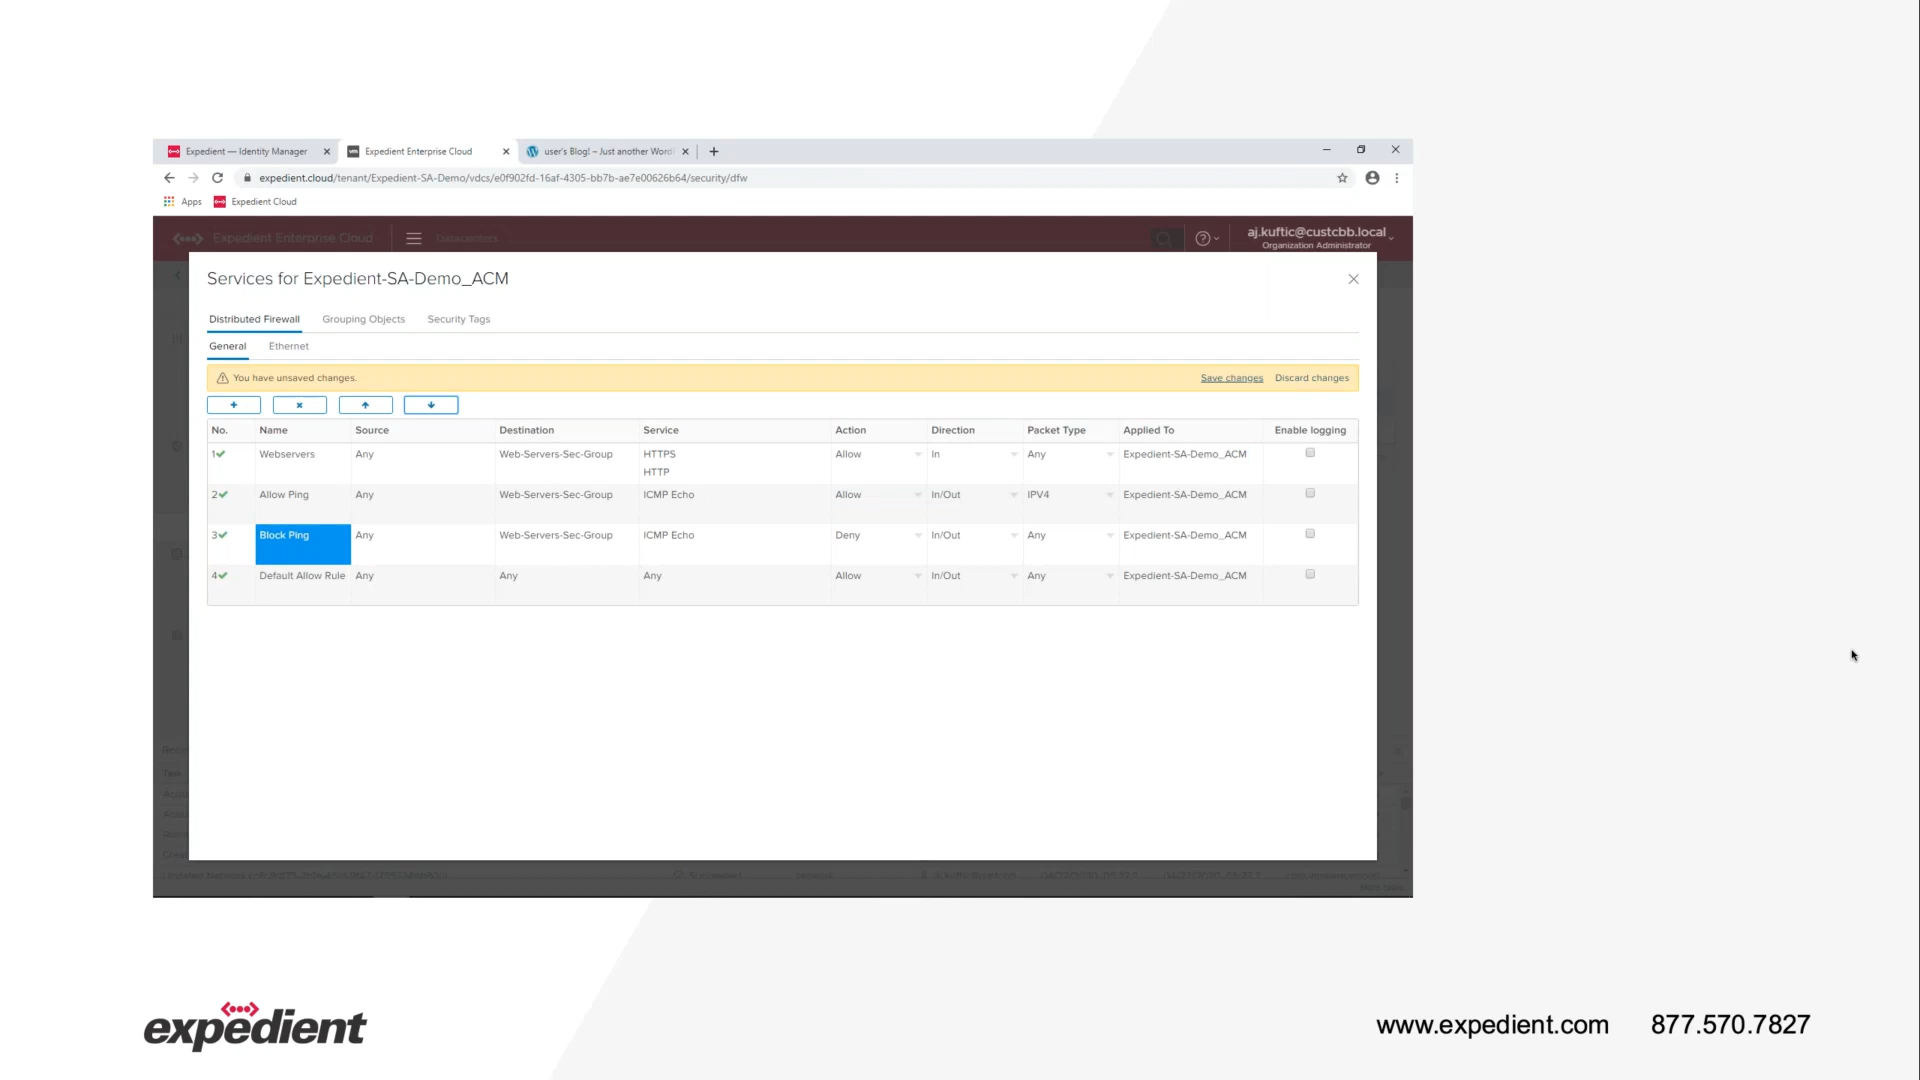 Expedient — Identity Manager
Expedient Enterprise Cloud
user's Blog! – Just another Word
expedient.cloud/tenant/Expedient-SA-Demo/vdcs/e0f902fd-16af-4305-bb7b-ae7e00626b64/security/dfw
Apps Expedient Cloud
Expedient Enterprise Cloud Datacenters aj.kuftic@custcbb.local
Organization Administrator
Services for Expedient-SA-Demo_ACM
Distributed Firewall Grouping Objects Security Tags
General Ethernet
You have unsaved changes. Save changes Discard changes
No. Name Source Destination Service Action Direction Packet Type Applied To Enable logging
1 Webservers Any Web-Servers-Sec-Group HTTPS Allow In Any Expedient-SA-Demo_ACM
HTTP
2 Allow Ping Any Web-Servers-Sec-Group ICMP Echo Allow In/Out IPV4 Expedient-SA-Demo_ACM
3 Block Ping Any Web-Servers-Sec-Group ICMP Echo Deny In/Out Any Expedient-SA-Demo_ACM
4 Default Allow Rule Any Any Any Allow In/Out Any Expedient-SA-Demo_ACM
Task
expedient
www.expedient.com 877.570.7827